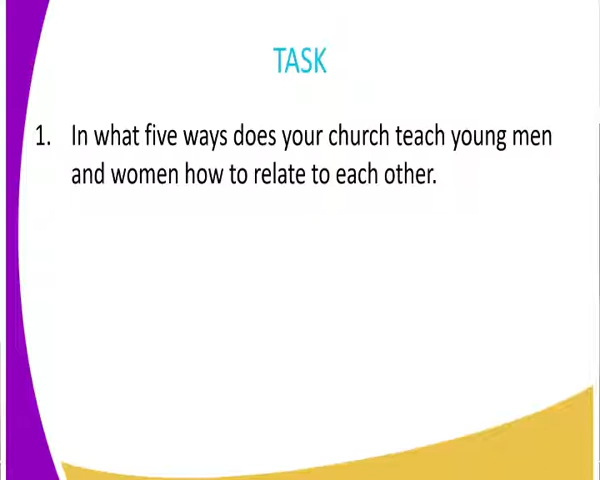 TASK
1. In what five ways does your church teach young men
and women how to relate to each other.